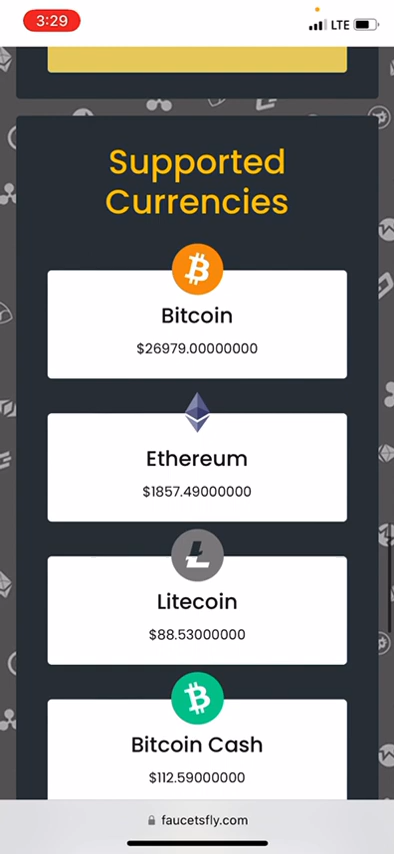 3:29
LTE
Supported
Currencies
Bitcoin
$26979.00000000
Ethereum
$1857.49000000
Litecoin
$88.53000000
Bitcoin Cash
$112.59000000
faucetsfly.com